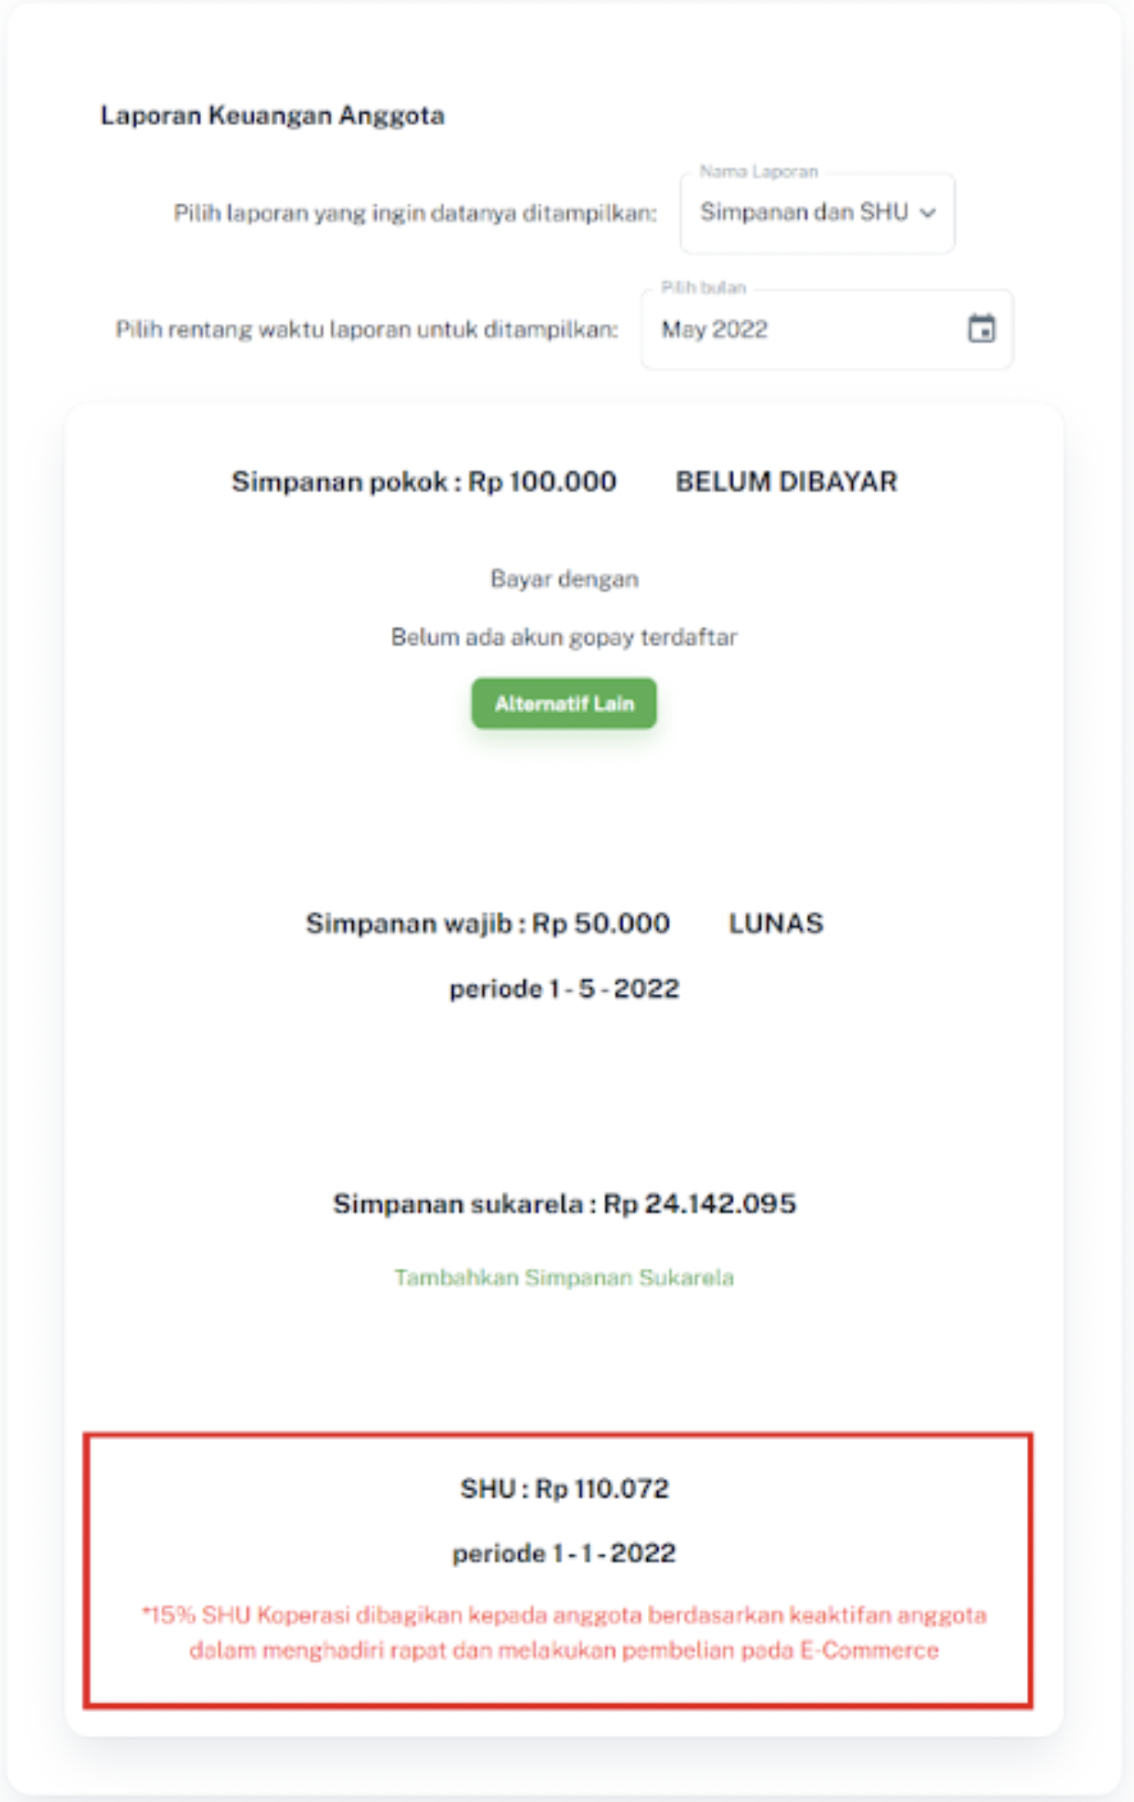 Laporan Keuangan Anggota
Nama Laporan
Pilih laporan yang ingin datanya ditampilkan: Simpanan dan SHU
Pilih bulan
Pilih rentang waktu laporan untuk ditampilkan: May 2022
Simpanan pokok : Rp 100.000 BELUM DIBAYAR
Bayar dengan
Belum ada akun gopay terdaftar
Alternatif Lain
Simpanan wajib : Rp 50.000 LUNAS
periode 1 - 5 - 2022
Simpanan sukarela : Rp 24.142.095
Tambahkan Simpanan Sukarela
SHU : Rp 110.072
periode 1 - 1 - 2022
*15% SHU Koperasi dibagikan kepada anggota berdasarkan keaktifan anggota
dalam menghadiri rapat dan melakukan pembelian pada E-Commerce